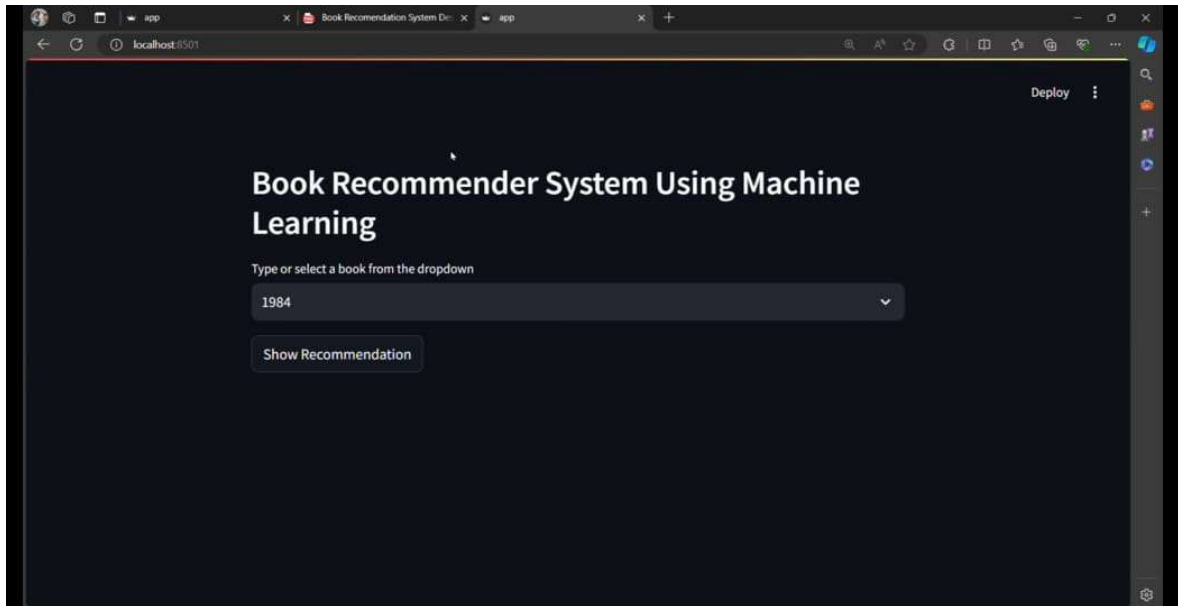 app
Book Recomendation System De
app
localhost:8501
Deploy
Book Recommender System Using Machine
Learning
Type or select a book from the dropdown
1984
Show Recommendation